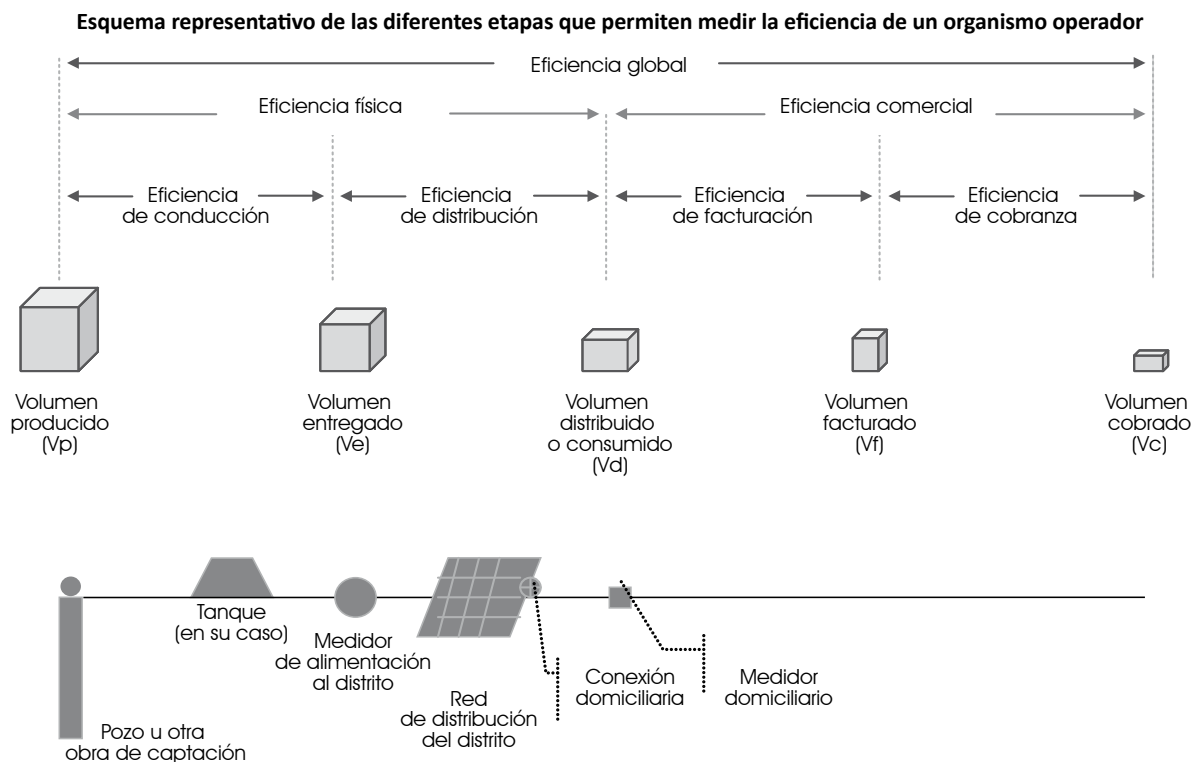 Esquema representativo de las diferentes etapas que permiten medir la eficiencia de un organismo operador
Eficiencia global
Eficiencia física
Eficiencia comercial
Eficiencia
de conducción
Eficiencia
de distribución
Eficiencia
de facturación
Eficiencia
de cobranza
Volumen
producido
(Vp)
Volumen
entregado
(Ve)
Volumen
distribuido
o consumido
(Vd)
Volumen
facturado
(Vf)
Volumen
cobrado
(Vc)
Tanque
(en su caso)
Medidor
de alimentación
al distrito
Red
de distribución
del distrito
Conexión
domiciliaria
Medidor
domiciliario
Pozo u otra
obra de captación